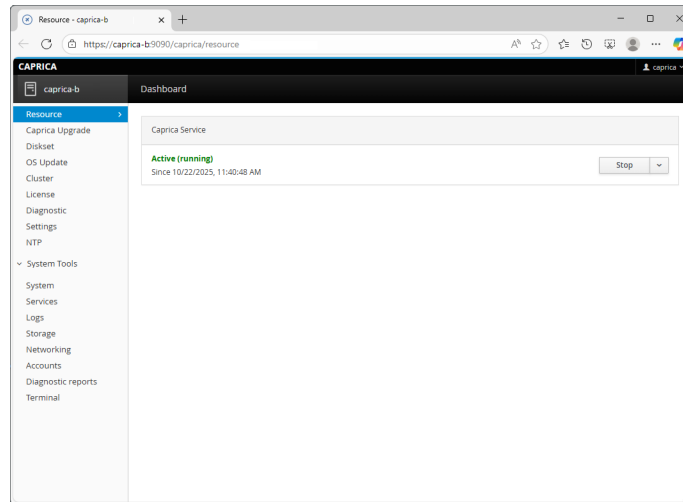 Resource - caprica-b
https://caprica-b:9090/caprica/resource
CAPRICA
caprica
caprica-b
Dashboard
Resource
Caprica Upgrade
Diskset
OS Update
Cluster
License
Diagnostic
Settings
NTP
System Tools
System
Services
Logs
Storage
Networking
Accounts
Diagnostic reports
Terminal
Caprica Service
Active (running)
Since 10/22/2025, 11:40:48 AM
Stop